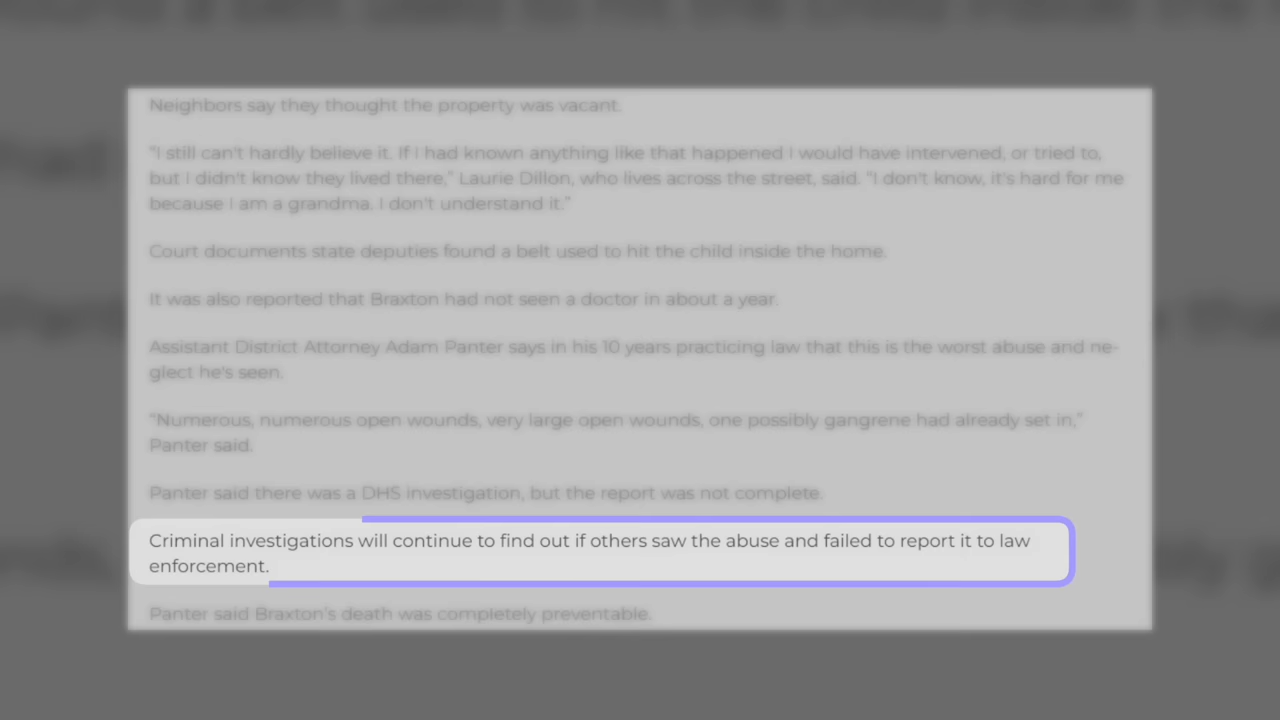 Neighbors say they thought the property was vacant.
"I still can't hardly believe it. If I had known anything like that happened I would have intervened, or tried to,
but I didn't know they lived there," Laurie Dillon, who lives across the street, said. "I don't know, it's hard for me
because I am a grandma. I don't understand it."
Court documents state deputies found a belt used to hit the child inside the home.
It was also reported that Braxton had not seen a doctor in about a year.
Assistant District Attorney Adam Panter says in his 10 years practicing law that this is the worst abuse and ne-
glect he's seen.
"Numerous, numerous open wounds, very large open wounds, one possibly gangrene had already set in,"
Panter said.
Panter said there was a DHS investigation, but the report was not complete.
Criminal investigations will continue to find out if others saw the abuse and failed to report it to law
enforcement.
Panter said Braxton's death was completely preventable.